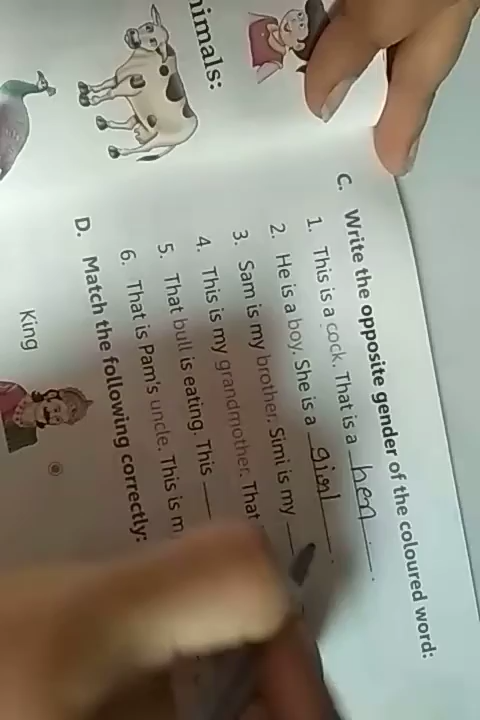 nimals:
C. Write the opposite gender of the coloured word:
1. This is a cock. That is a hen.
2. He is a boy. She is a girl.
3. Sam is my brother. Simi is my
4. This is my grandmother. That
5. That bull is eating. This
6. That is Pam's uncle. This is m
D. Match the following correctly:
King